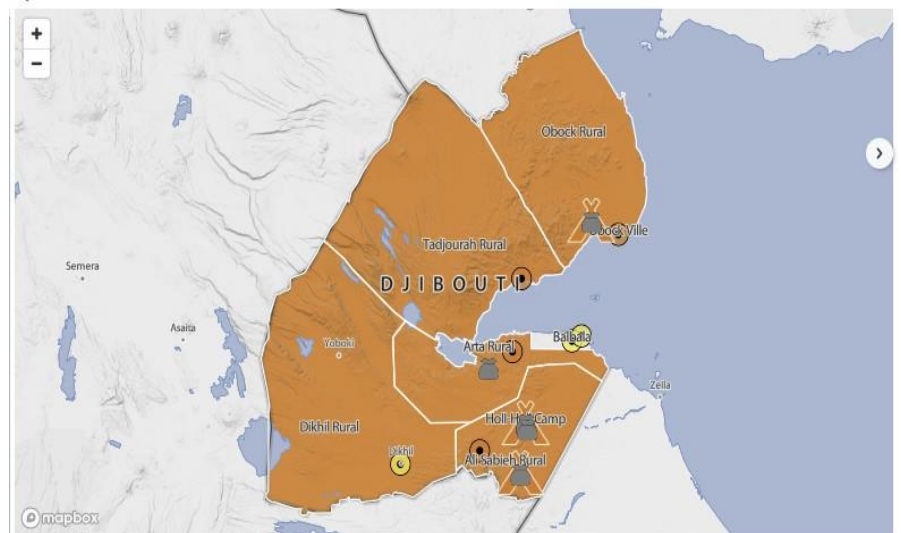 +
−
Obock Rural
Obock Ville
Tadjourah Rural
Semera
DJIBOUTI
Asaita
Yoboki
Arta Rural
Balbala
Zeila
Holl-Holl Camp
Dikhil Rural
Dikhil
Ali Sabieh Rural
mapbox